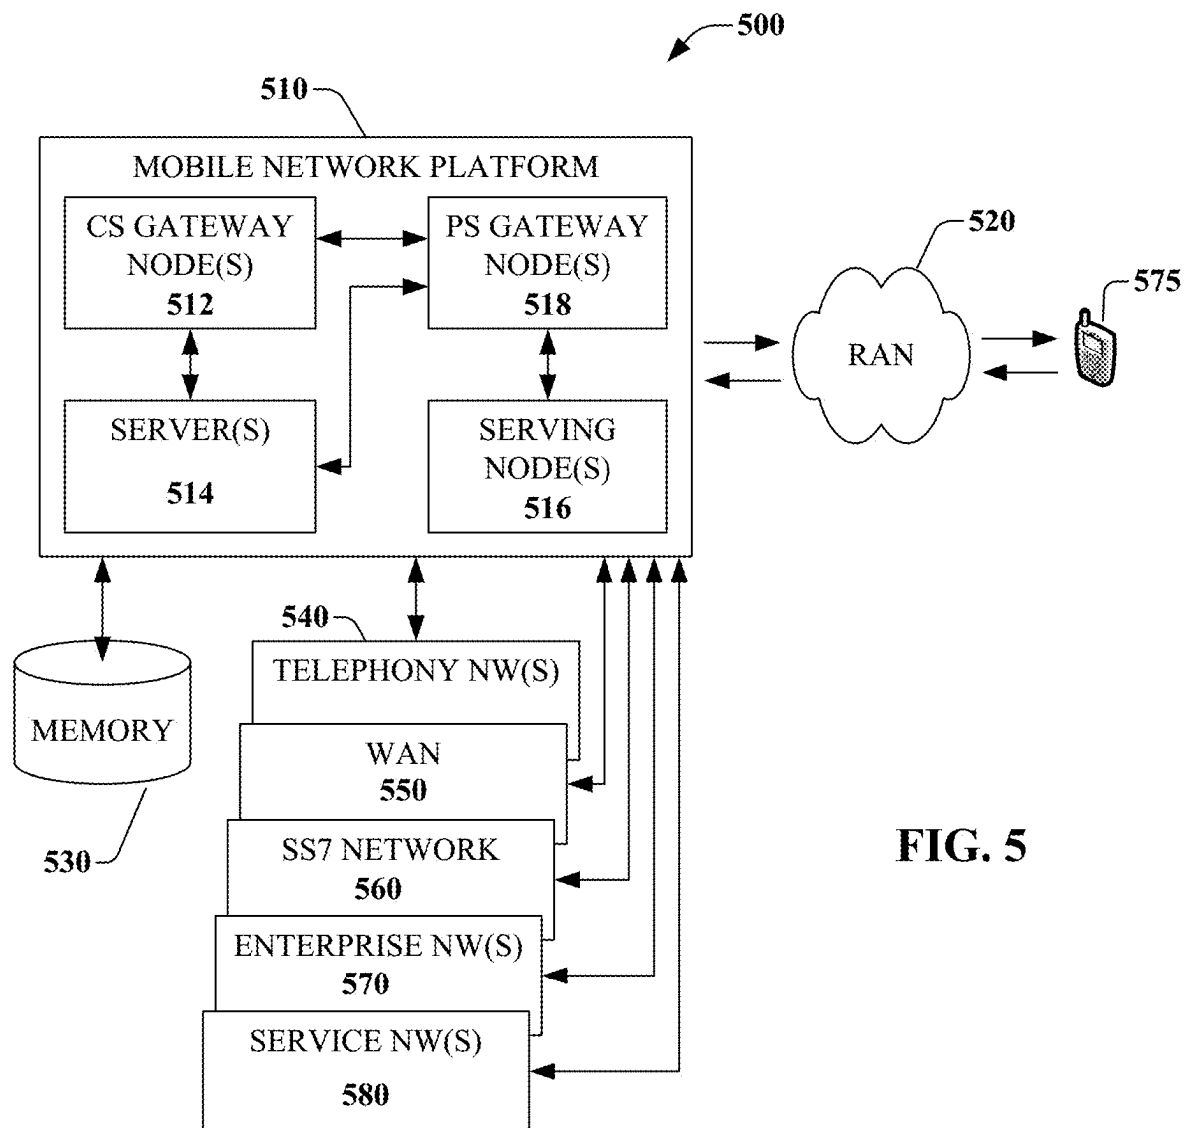 500
510
MOBILE NETWORK PLATFORM
CS GATEWAY
NODE(S)
512
PS GATEWAY
NODE(S)
518
SERVER(S)
514
SERVING
NODE(S)
516
520
RAN
575
540
TELEPHONY NW(S)
MEMORY
530
WAN
550
SS7 NETWORK
560
ENTERPRISE NW(S)
570
SERVICE NW(S)
580
FIG. 5